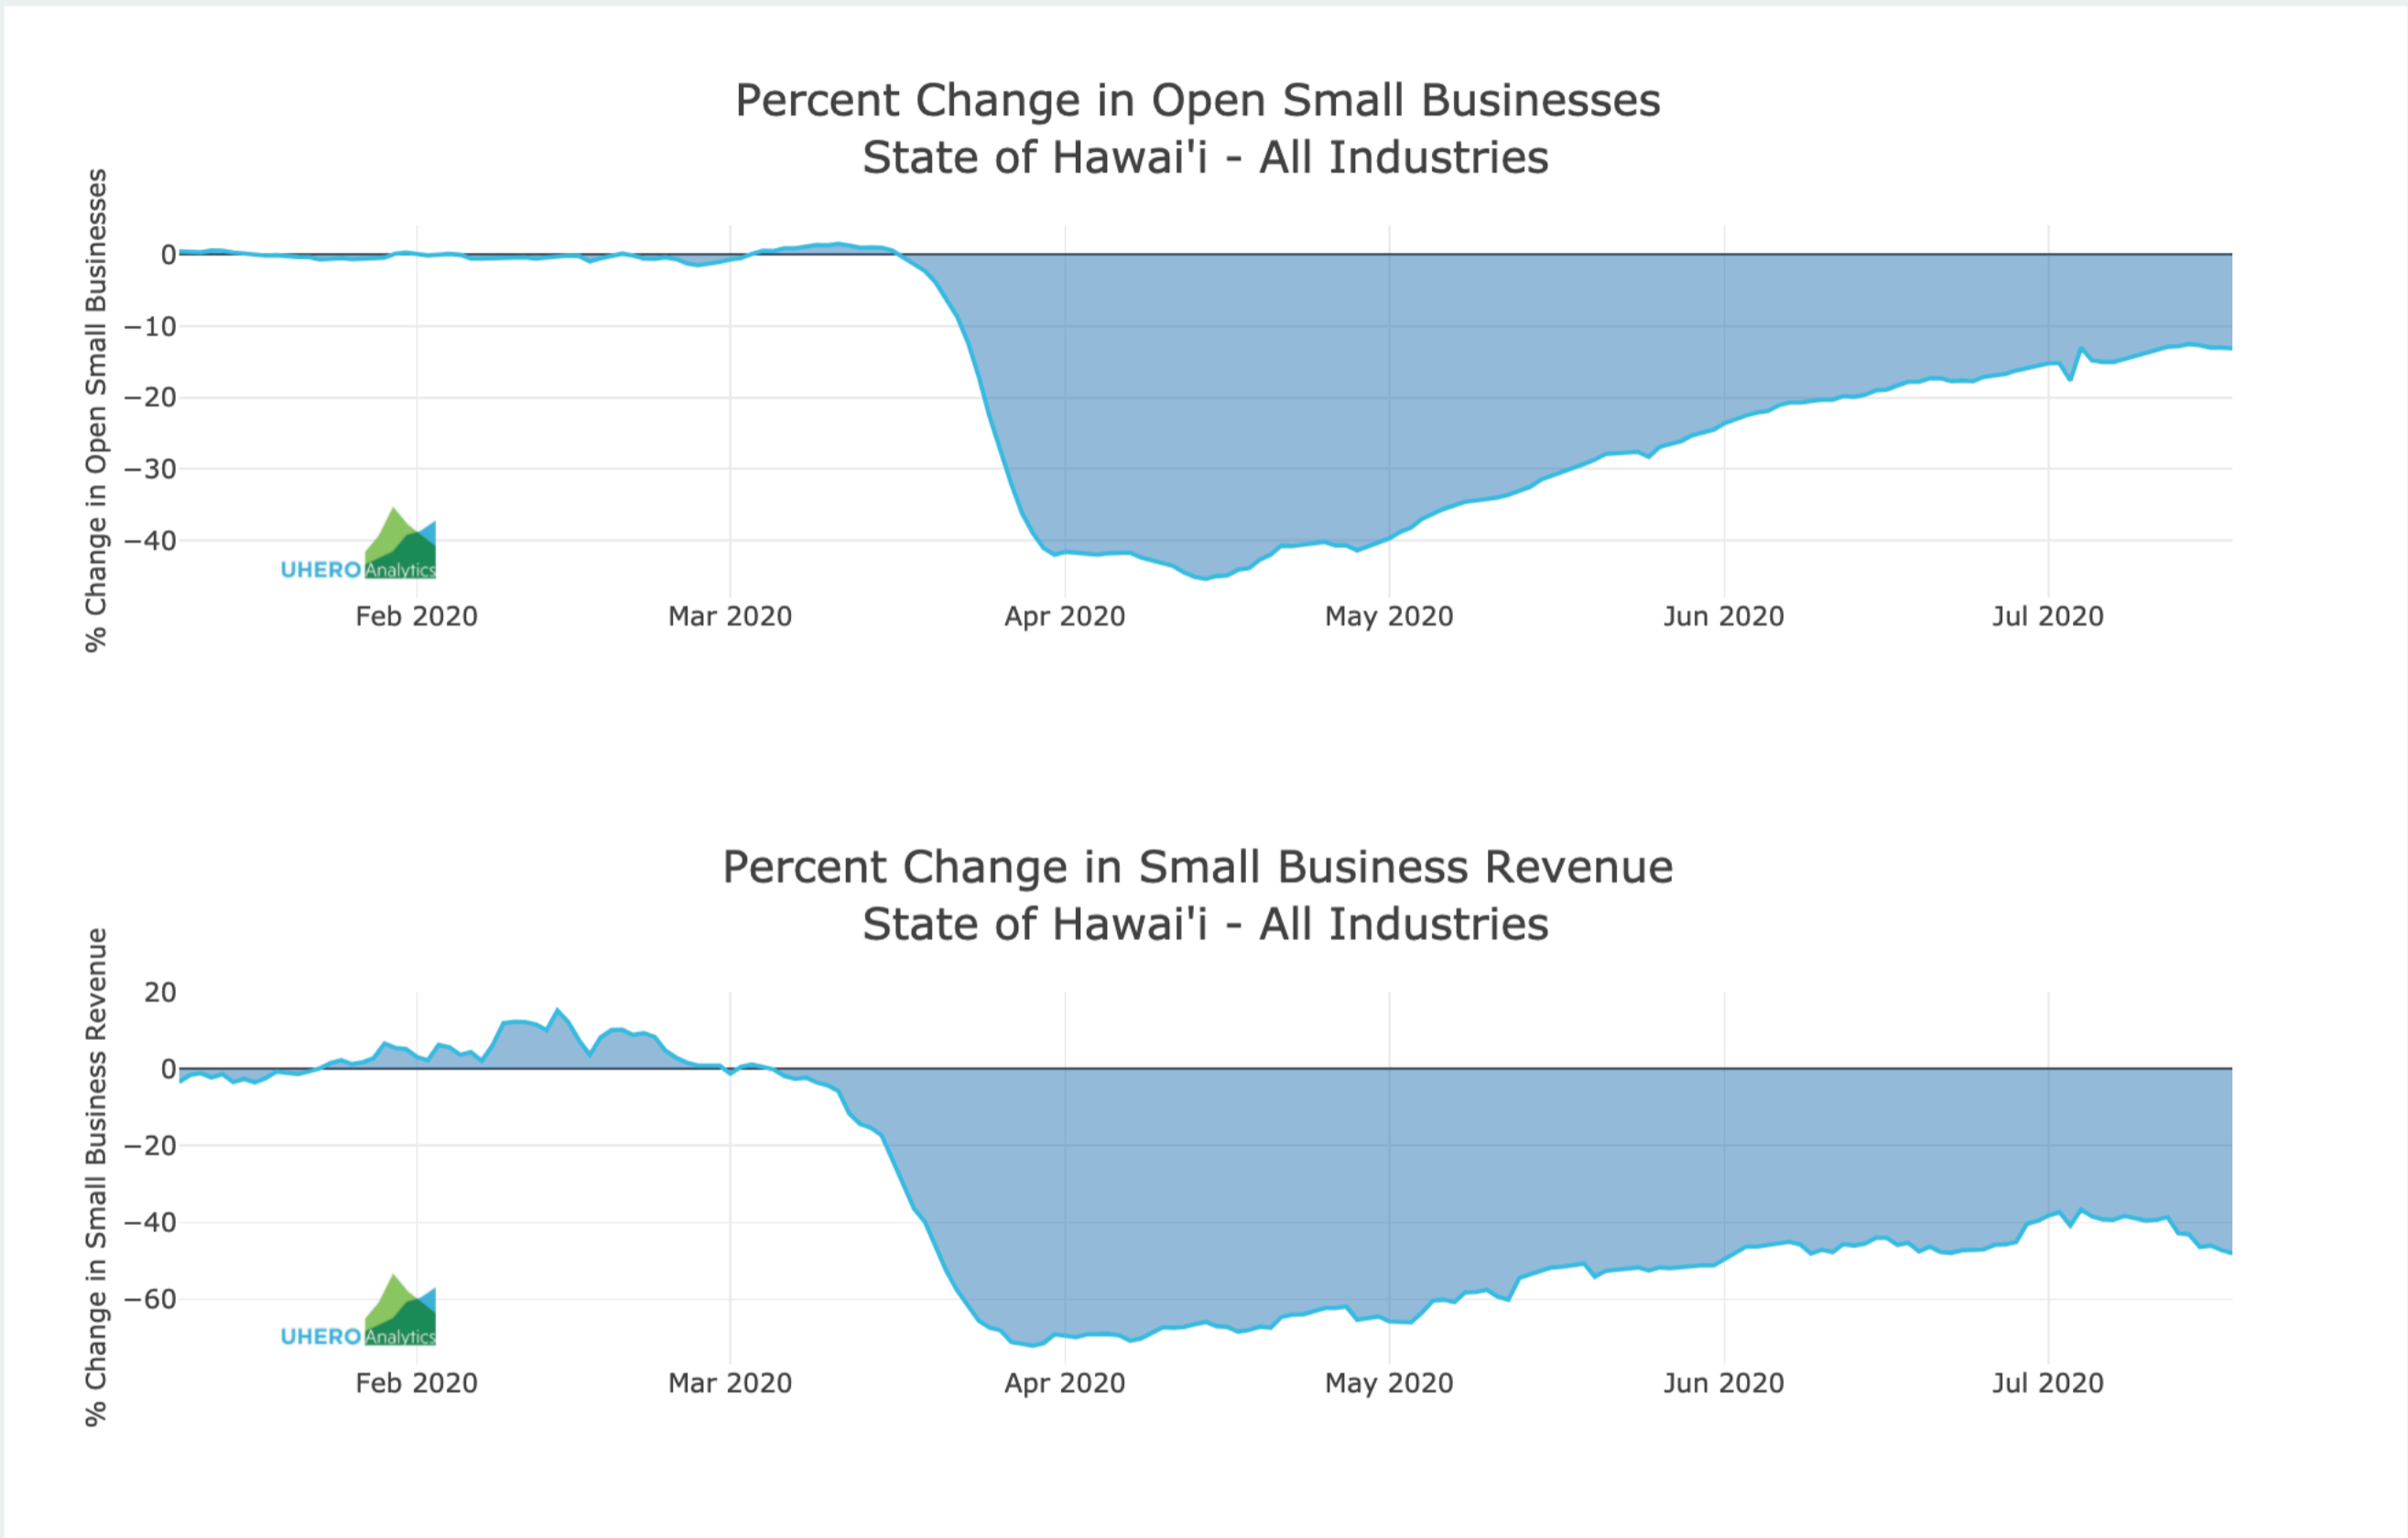 Percent Change in Open Small Businesses
State of Hawai'i - All Industries
% Change in Open Small Businesses
0
−10
−20
−30
−40
UHERO Analytics
Feb 2020 Mar 2020 Apr 2020 May 2020 Jun 2020 Jul 2020
Percent Change in Small Business Revenue
State of Hawai'i - All Industries
% Change in Small Business Revenue
20
0
−20
−40
−60
UHERO Analytics
Feb 2020 Mar 2020 Apr 2020 May 2020 Jun 2020 Jul 2020